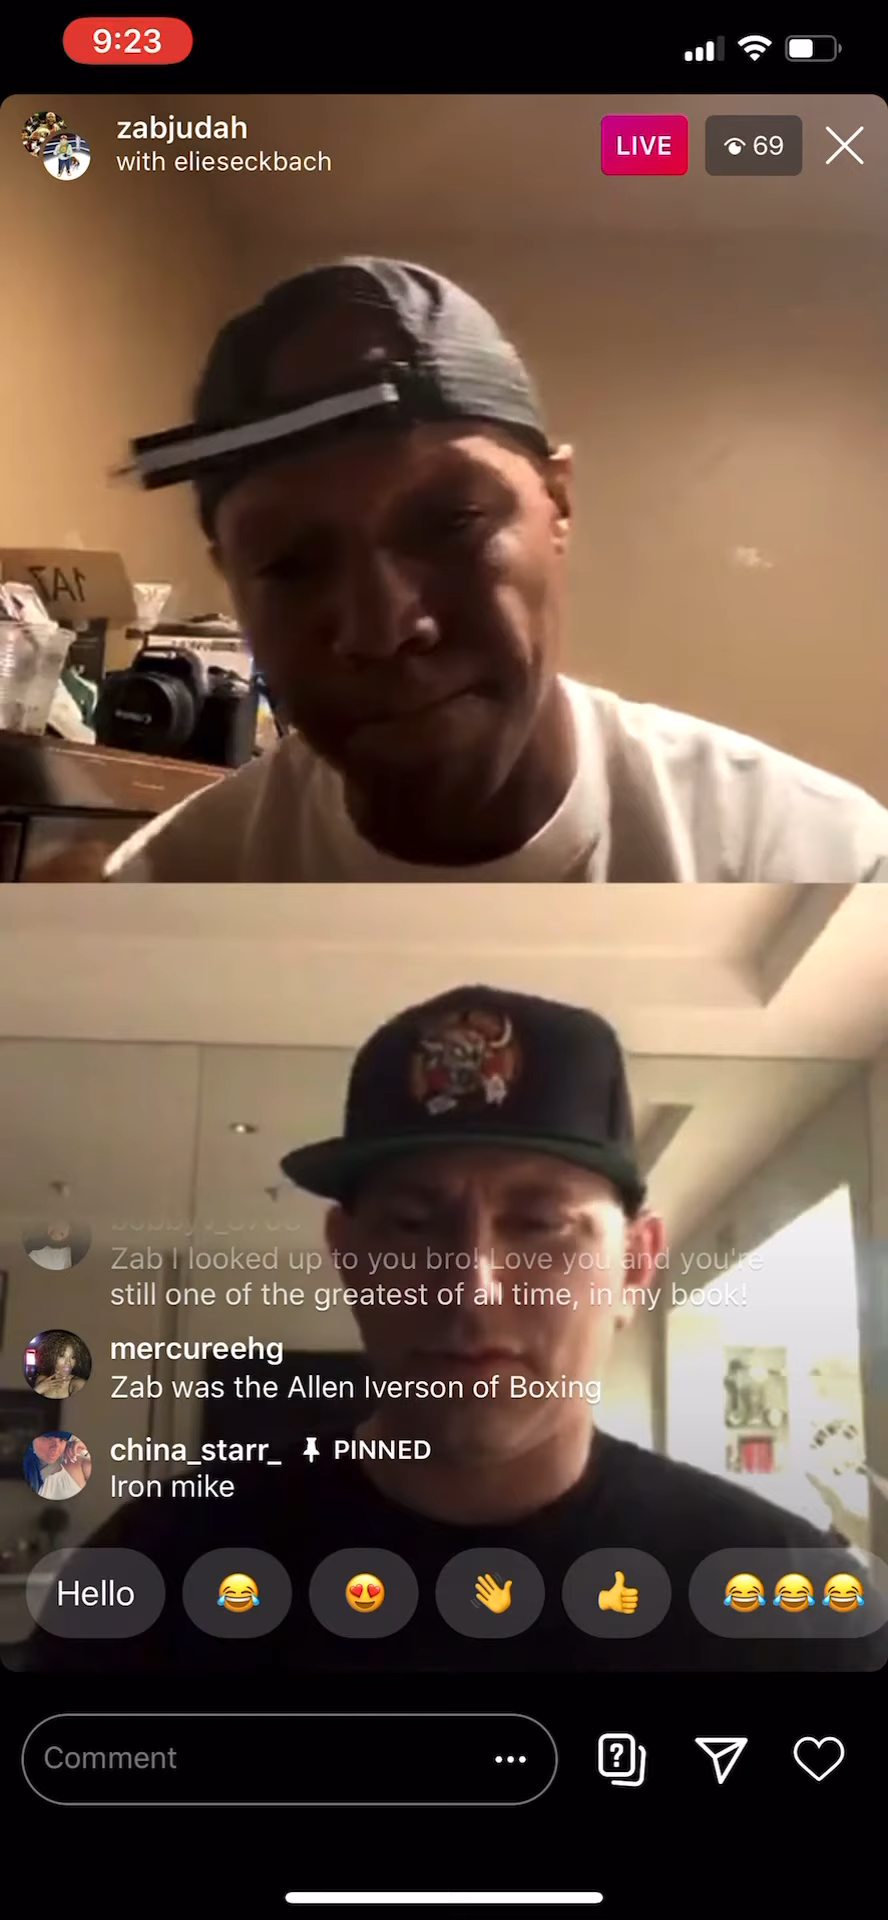 9:23
zabjudah
with elieseckbach
LIVE
69
Zab I looked up to you bro! Love you and you're
still one of the greatest of all time, in my book!
mercureehg
Zab was the Allen Iverson of Boxing
china_starr_ PINNED
Iron mike
Hello
Comment